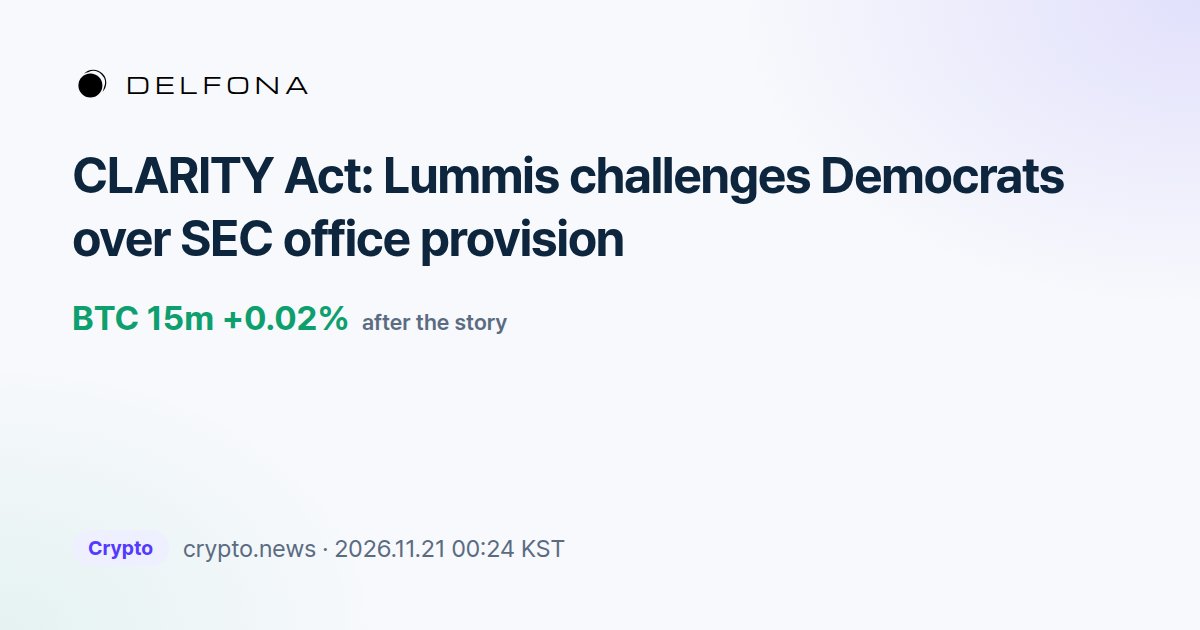 DELFONA
CLARITY Act: Lummis challenges Democrats
over SEC office provision
BTC 15m +0.02% after the story
Crypto crypto.news · 2026.11.21 00:24 KST